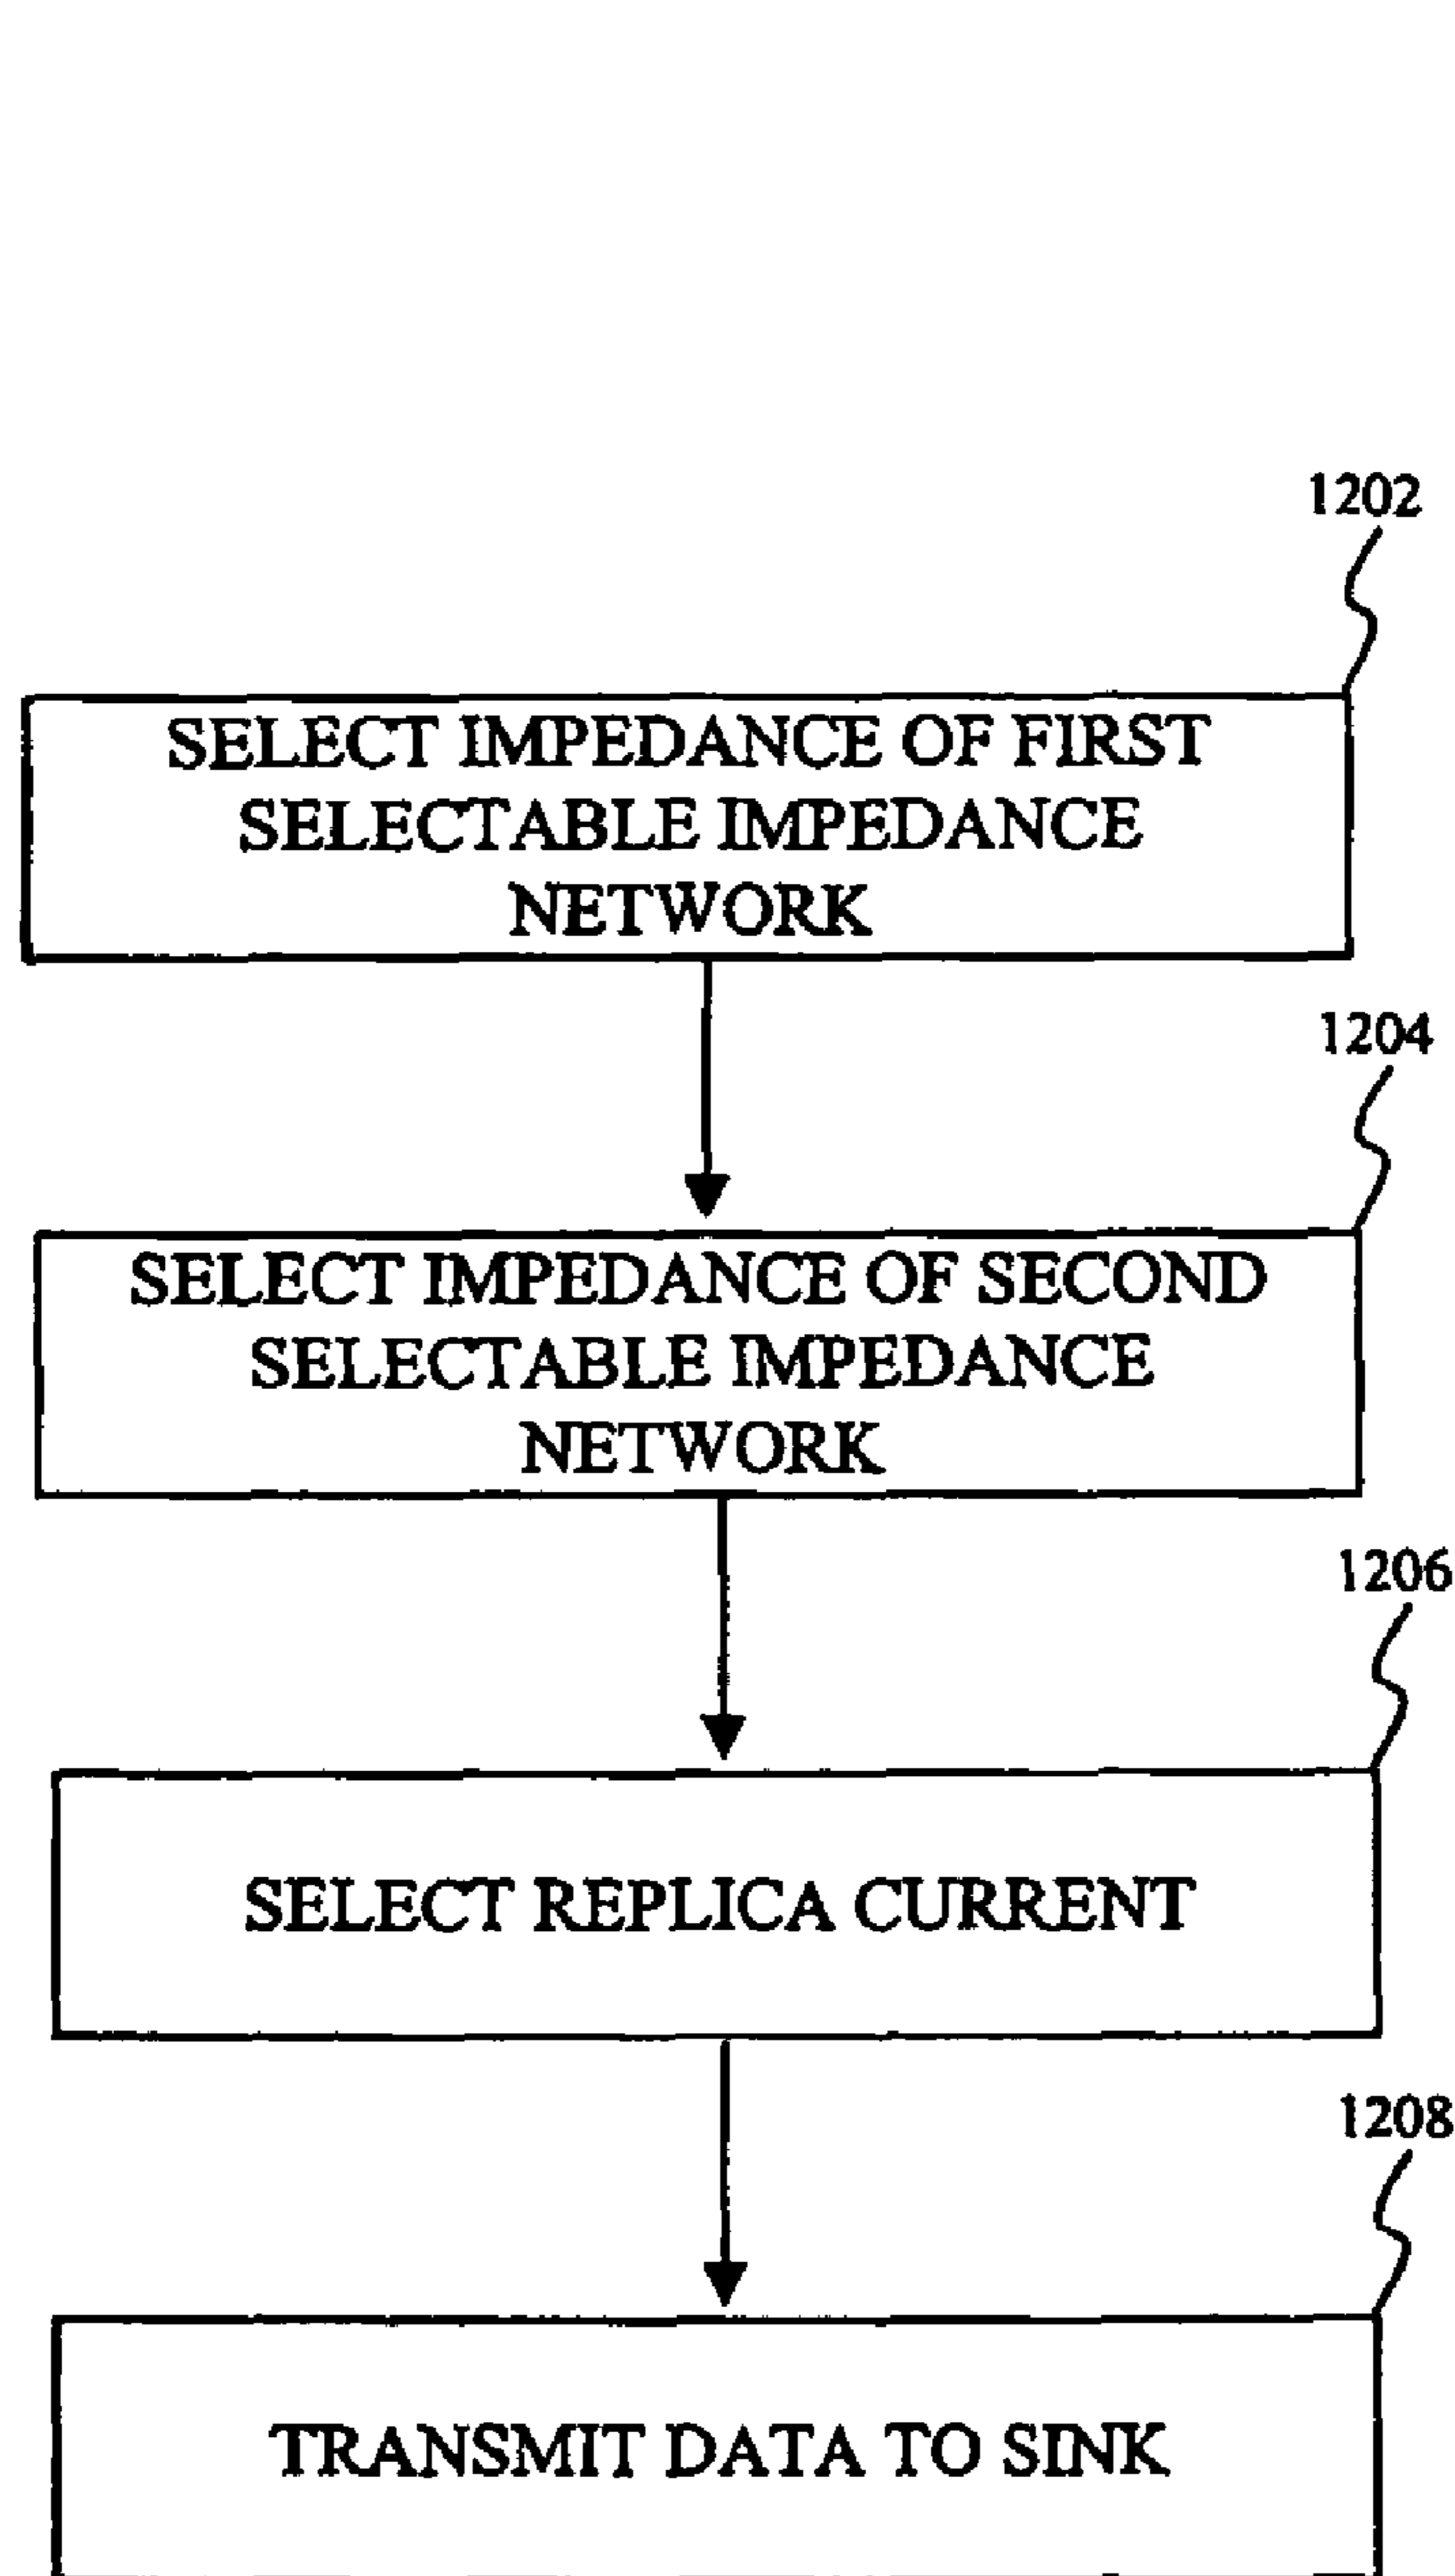 1202
SELECT IMPEDANCE OF FIRST
SELECTABLE IMPEDANCE
NETWORK
1204
SELECT IMPEDANCE OF SECOND
SELECTABLE IMPEDANCE
NETWORK
1206
SELECT REPLICA CURRENT
1208
TRANSMIT DATA TO SINK